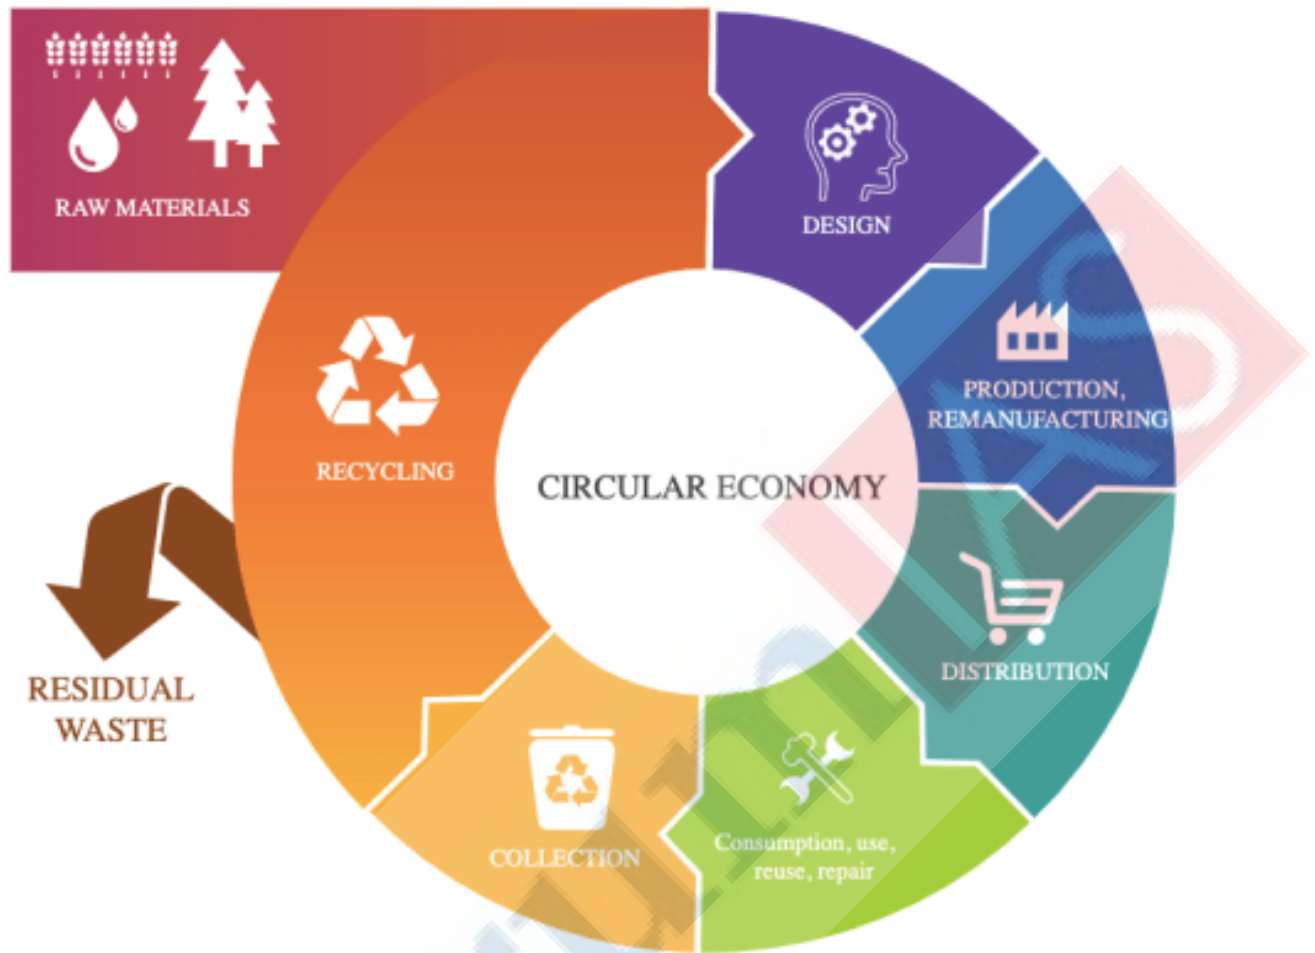 RAW MATERIALS
DESIGN
PRODUCTION,
REMANUFACTURING
RECYCLING
CIRCULAR ECONOMY
DISTRIBUTION
RESIDUAL
WASTE
COLLECTION
Consumption, use,
reuse, repair